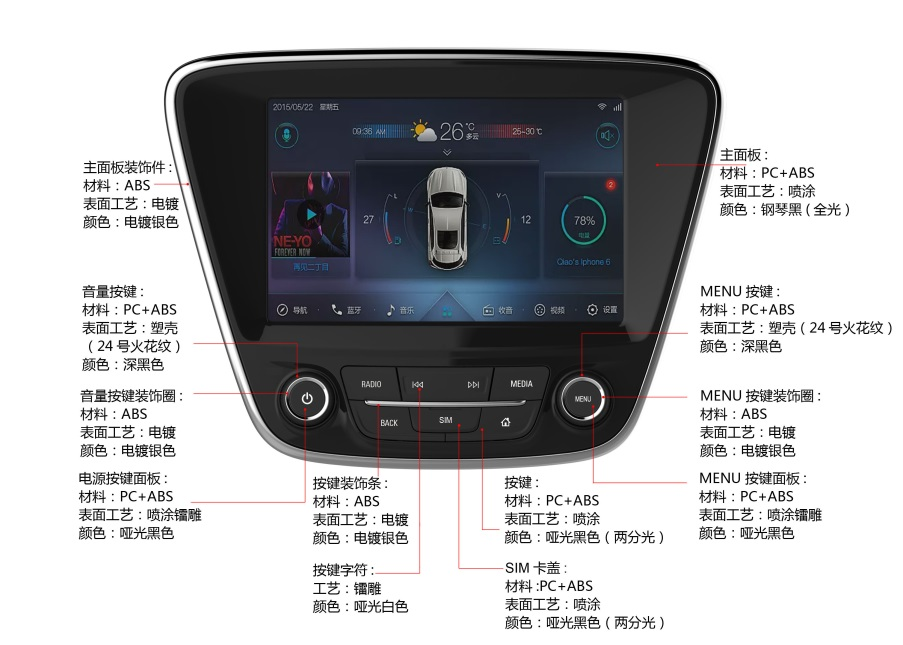 2015/05/22 星期五
09:36 AM
26℃
多云
25~30℃
主面板装饰件：
材料：ABS
表面工艺：电镀
颜色：电镀银色
主面板：
材料：PC+ABS
表面工艺：喷涂
颜色：钢琴黑（全光）
NE-YO
FOREVER NOW
再见二丁目
27
L
V
12
2
78%
电量
Qiao's Iphone 6
导航
蓝牙
音乐
收音
视频
设置
音量按键：
材料：PC+ABS
表面工艺：塑壳
（24 号火花纹）
颜色：深黑色
MENU 按键：
材料：PC+ABS
表面工艺：塑壳（24 号火花纹）
颜色：深黑色
RADIO
MEDIA
BACK
SIM
MENU
音量按键装饰圈：
材料：ABS
表面工艺：电镀
颜色：电镀银色
MENU 按键装饰圈：
材料：ABS
表面工艺：电镀
颜色：电镀银色
电源按键面板：
材料：PC+ABS
表面工艺：喷涂镭雕
颜色：哑光黑色
按键装饰条：
材料：ABS
表面工艺：电镀
颜色：电镀银色
按键：
材料：PC+ABS
表面工艺：喷涂
颜色：哑光黑色（两分光）
MENU 按键面板：
材料：PC+ABS
表面工艺：喷涂镭雕
颜色：哑光黑色
按键字符：
工艺：镭雕
颜色：哑光白色
SIM 卡盖：
材料:PC+ABS
表面工艺：喷涂
颜色：哑光黑色（两分光）